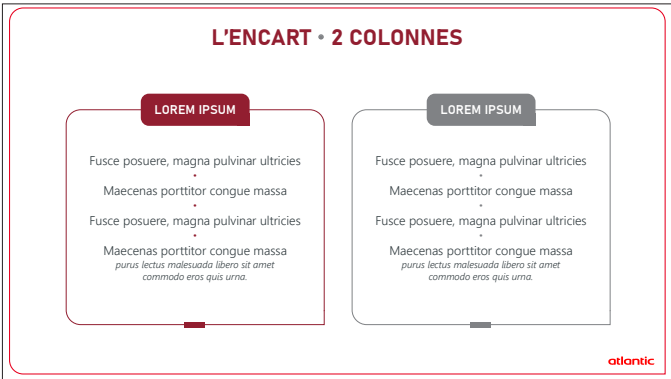 L'ENCART • 2 COLONNES
LOREM IPSUM
Fusce posuere, magna pulvinar ultricies
•
Maecenas porttitor congue massa
•
Fusce posuere, magna pulvinar ultricies
•
Maecenas porttitor congue massa
purus lectus malesuada libero sit amet
commodo eros quis urna.
LOREM IPSUM
Fusce posuere, magna pulvinar ultricies
•
Maecenas porttitor congue massa
•
Fusce posuere, magna pulvinar ultricies
•
Maecenas porttitor congue massa
purus lectus malesuada libero sit amet
commodo eros quis urna.
atlantic